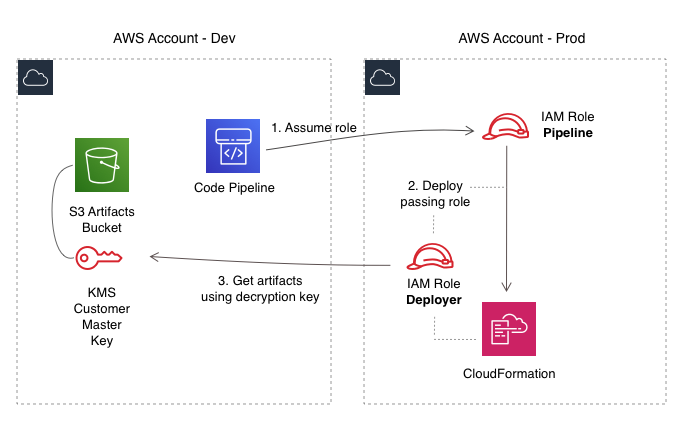 AWS Account - Dev
AWS Account - Prod
1. Assume role
IAM Role
Pipeline
Code Pipeline
2. Deploy
passing role
S3 Artifacts
Bucket
3. Get artifacts
using decryption key
IAM Role
Deployer
KMS
Customer
Master
Key
CloudFormation